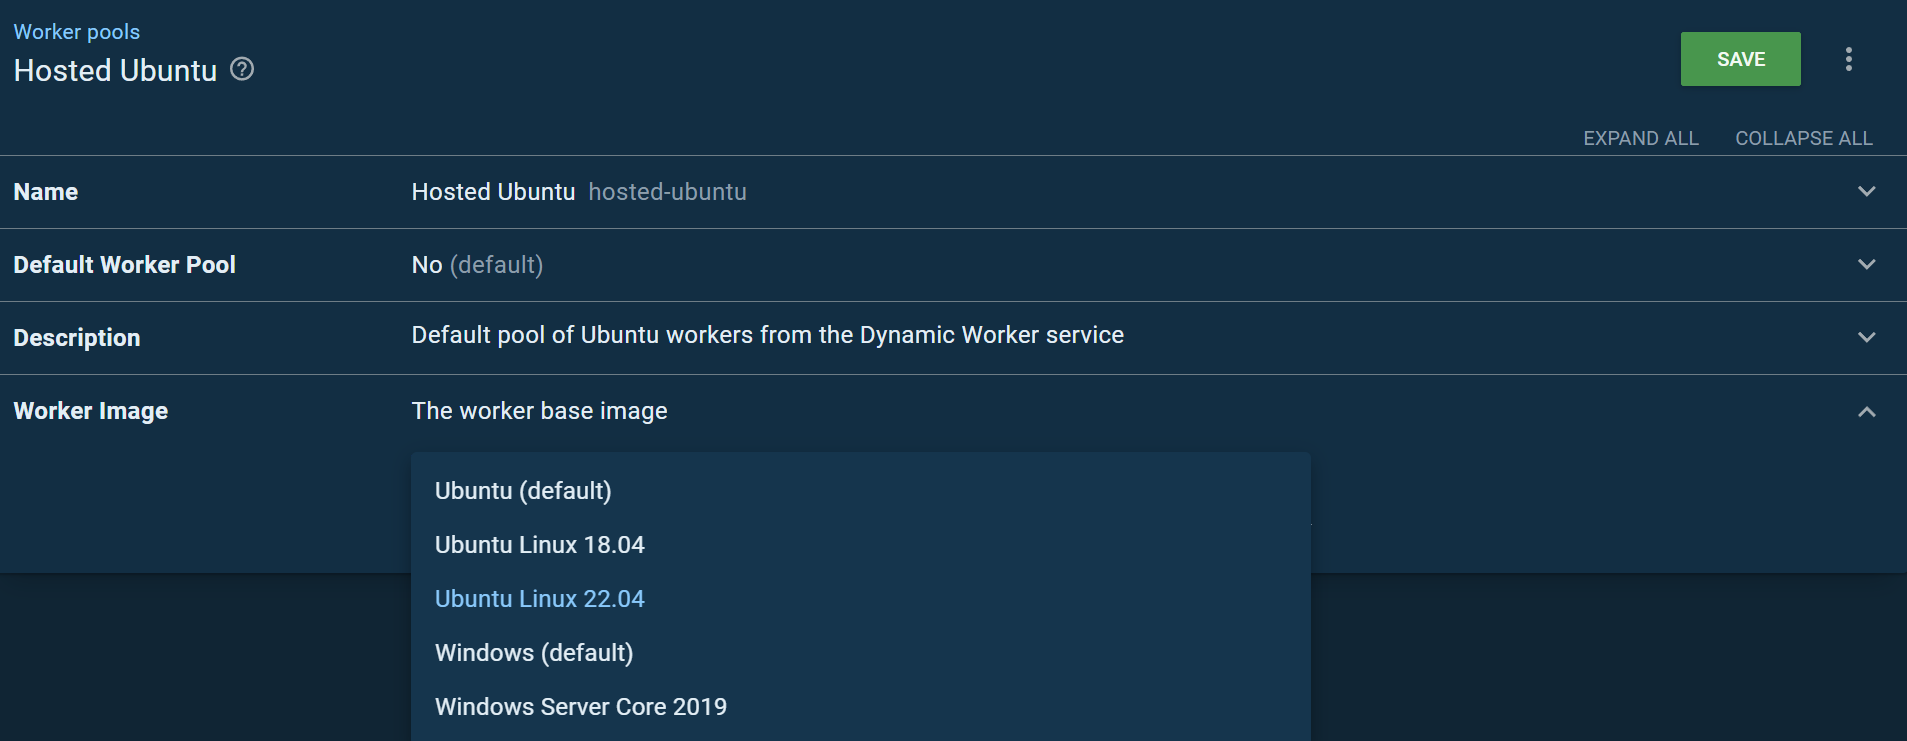 Worker pools
Hosted Ubuntu
SAVE
EXPAND ALL COLLAPSE ALL
Name Hosted Ubuntu hosted-ubuntu
Default Worker Pool No (default)
Description Default pool of Ubuntu workers from the Dynamic Worker service
Worker Image The worker base image
Ubuntu (default)
Ubuntu Linux 18.04
Ubuntu Linux 22.04
Windows (default)
Windows Server Core 2019